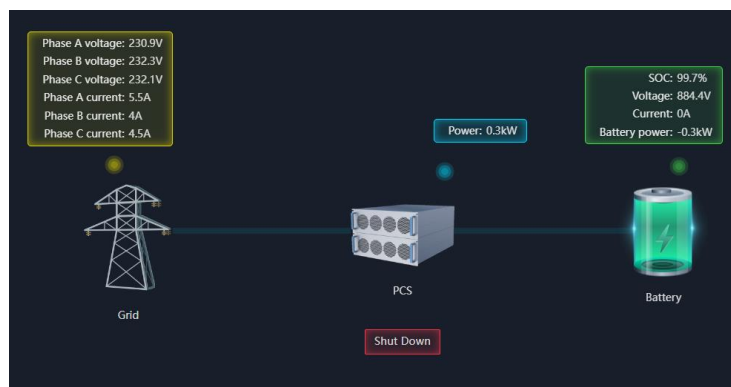 Phase A voltage: 230.9V
Phase B voltage: 232.3V
Phase C voltage: 232.1V
Phase A current: 5.5A
Phase B current: 4A
Phase C current: 4.5A
Power: 0.3kW
SOC: 99.7%
Voltage: 884.4V
Current: 0A
Battery power: -0.3kW
Grid
PCS
Battery
Shut Down